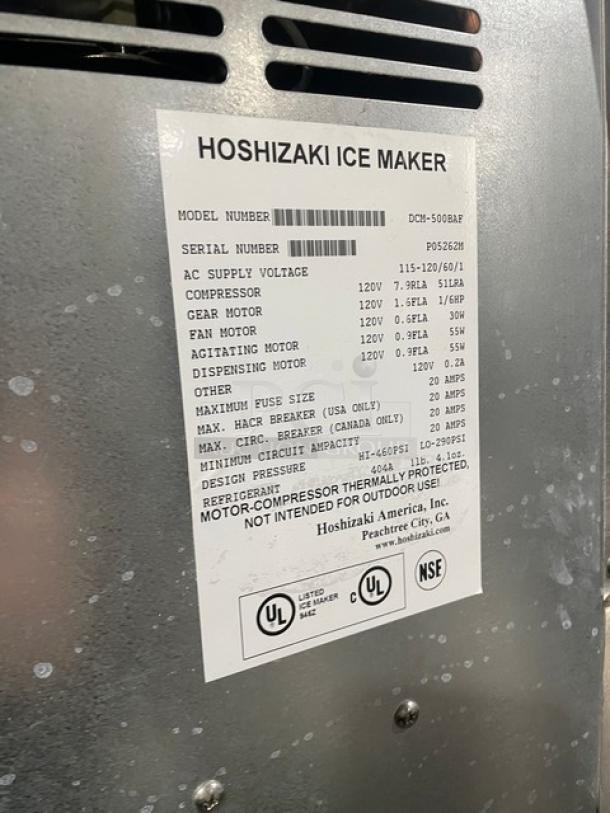 HOSHIZAKI ICE MAKER
MODEL NUMBER DCM-500BAF
SERIAL NUMBER P05262M
AC SUPPLY VOLTAGE 115-120/60/1
COMPRESSOR 120V 7.9RLA 51LRA
GEAR MOTOR 120V 1.6FLA 1/6HP
FAN MOTOR 120V 0.6FLA 30W
AGITATING MOTOR 120V 0.9FLA 55W
DISPENSING MOTOR 120V 0.9FLA 55W
OTHER 120V 0.2A
MAXIMUM FUSE SIZE 20 AMPS
MAX. HACR BREAKER (USA ONLY) 20 AMPS
MAX. CIRC. BREAKER (CANADA ONLY) 20 AMPS
MINIMUM CIRCUIT AMPACITY 20 AMPS
DESIGN PRESSURE HI-460PSI LO-290PSI
REFRIGERANT 404A 1lb. 4.1oz.
MOTOR-COMPRESSOR THERMALLY PROTECTED,
NOT INTENDED FOR OUTDOOR USE!
Hoshizaki America, Inc.
Peachtree City, GA
www.hoshizaki.com
UL LISTED C UL NSF
ICE MAKER
946Z